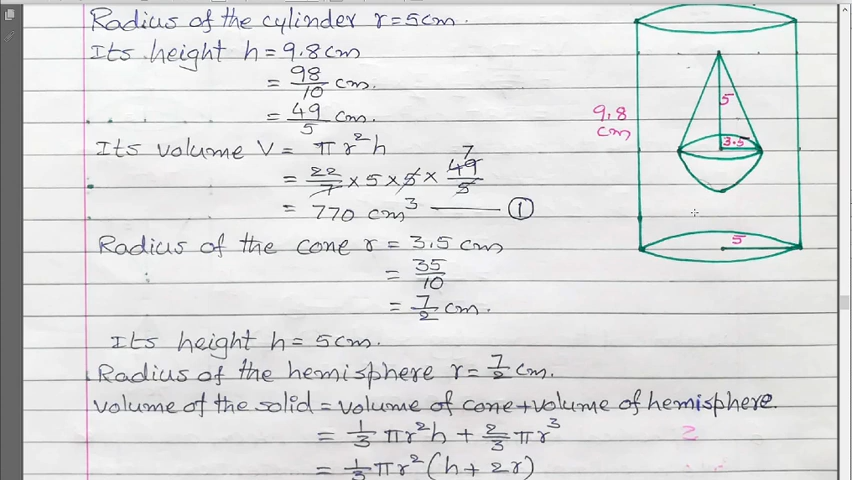 Radius of the cylinder r = 5cm.
Its height h = 9.8cm
= 98/10 cm.
= 49/5 cm.
Its volume V = πr²h
= 22/7 × 5 × 5 × 49/5
7
= 770 cm³ ——— ①
Radius of the cone r = 3.5 cm
= 35/10
= 7/2 cm.
Its height h = 5cm.
Radius of the hemisphere r = 7/2 cm.
volume of the solid = volume of cone + volume of hemisphere.
= 1/3 πr²h + 2/3 πr³
= 1/3 πr² (h + 2r)
5
9.8
cm
3.5
5
2